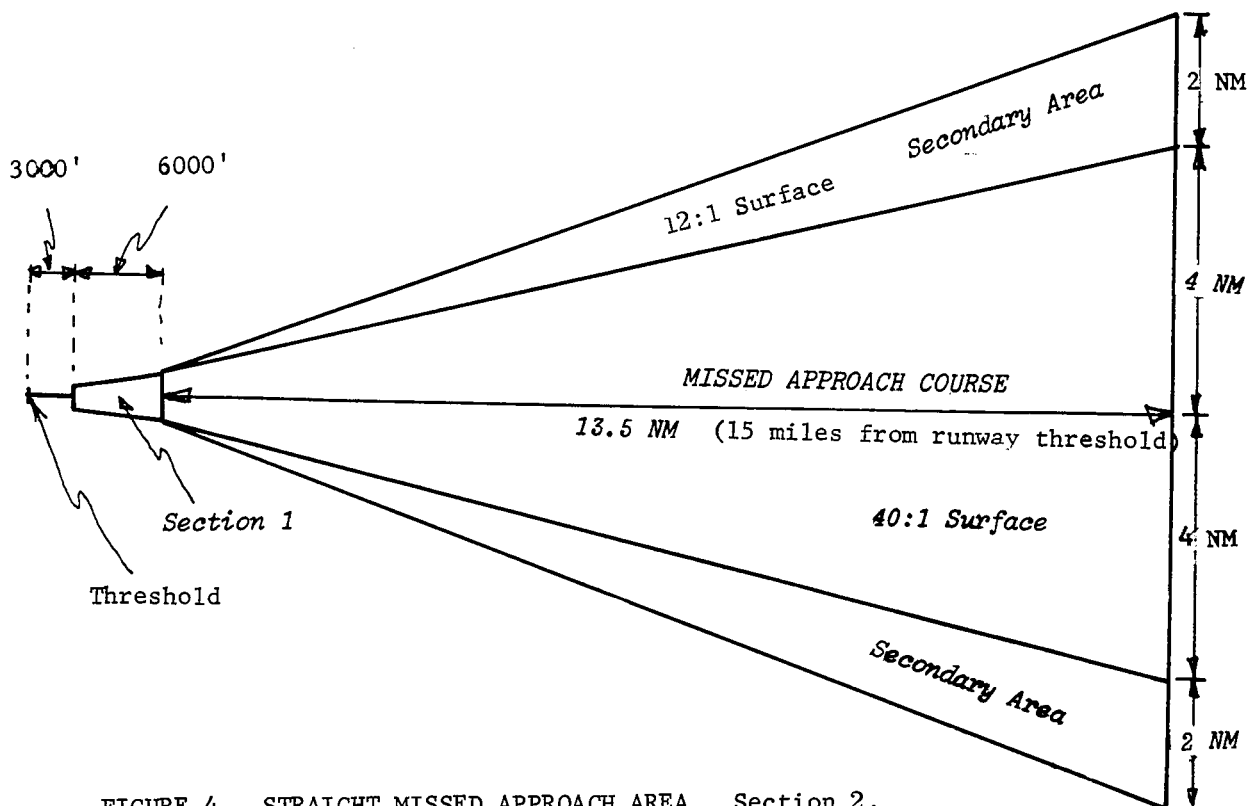 2 NM
Secondary Area
3000' 6000'
12:1 Surface
4 NM
MISSED APPROACH COURSE
13.5 NM (15 miles from runway threshold)
Section 1
40:1 Surface
4 NM
Threshold
Secondary Area
2 NM
FIGURE 4 STRAIGHT MISSED APPROACH AREA Section 2.